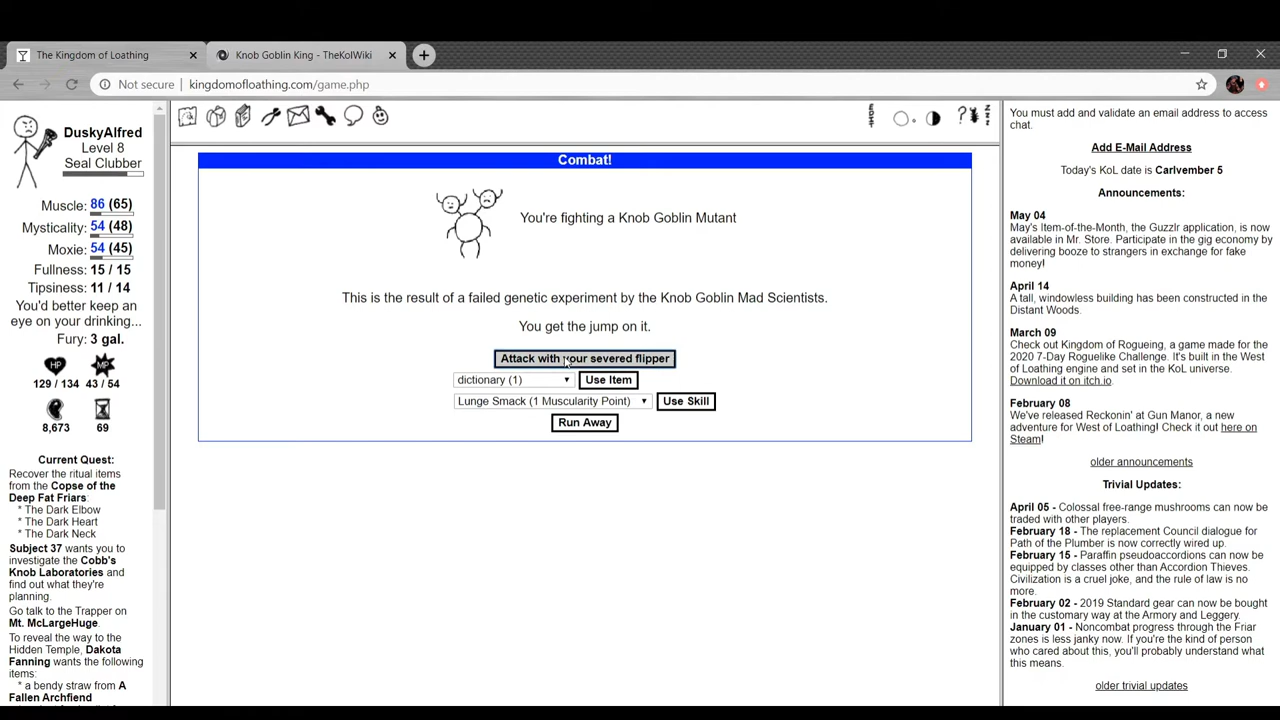 The Kingdom of Loathing
Knob Goblin King - TheKolWiki
Not secure
kingdomofloathing.com/game.php
DuskyAlfred
Level 8
Seal Clubber
Muscle: 86 (65)
Mysticality: 54 (48)
Moxie: 54 (45)
Fullness: 15 / 15
Tipsiness: 11 / 14
You'd better keep an
eye on your drinking...
Fury: 3 gal.
HP
MP
129 / 134
43 / 54
8,673
69
Current Quest:
Recover the ritual items
from the Copse of the
Deep Fat Friars:
* The Dark Elbow
* The Dark Heart
* The Dark Neck
Subject 37 wants you to
investigate the Cobb's
Knob Laboratories and
find out what they're
planning.
Go talk to the Trapper on
Mt. McLargeHuge.
To reveal the way to the
Hidden Temple, Dakota
Fanning wants the following
items:
* a bendy straw from A
Fallen Archfiend
EDIT
?
ZZZ
Combat!
You're fighting a Knob Goblin Mutant
This is the result of a failed genetic experiment by the Knob Goblin Mad Scientists.
You get the jump on it.
Attack with your severed flipper
dictionary (1)
Use Item
Lunge Smack (1 Muscularity Point)
Use Skill
Run Away
You must add and validate an email address to access
chat.
Add E-Mail Address
Today's KoL date is Carlvember 5
Announcements:
May 04
May's Item-of-the-Month, the Guzzlr application, is now
available in Mr. Store. Participate in the gig economy by
delivering booze to strangers in exchange for fake
money!
April 14
A tall, windowless building has been constructed in the
Distant Woods.
March 09
Check out Kingdom of Rogueing, a game made for the
2020 7-Day Roguelike Challenge. It's built in the West
of Loathing engine and set in the KoL universe.
Download it on itch.io.
February 08
We've released Reckonin' at Gun Manor, a new
adventure for West of Loathing! Check it out here on
Steam!
older announcements
Trivial Updates:
April 05 - Colossal free-range mushrooms can now be
traded with other players.
February 18 - The replacement Council dialogue for
Path of the Plumber is now correctly wired up.
February 15 - Paraffin pseudoaccordions can now be
equipped by classes other than Accordion Thieves.
Civilization is a cruel joke, and the rule of law is no
more.
February 02 - 2019 Standard gear can now be bought
in the customary way at the Armory and Leggery.
January 01 - Noncombat progress through the Friar
zones is less janky now. If you're the kind of person
who cared about this, you'll probably understand what
this means.
older trivial updates